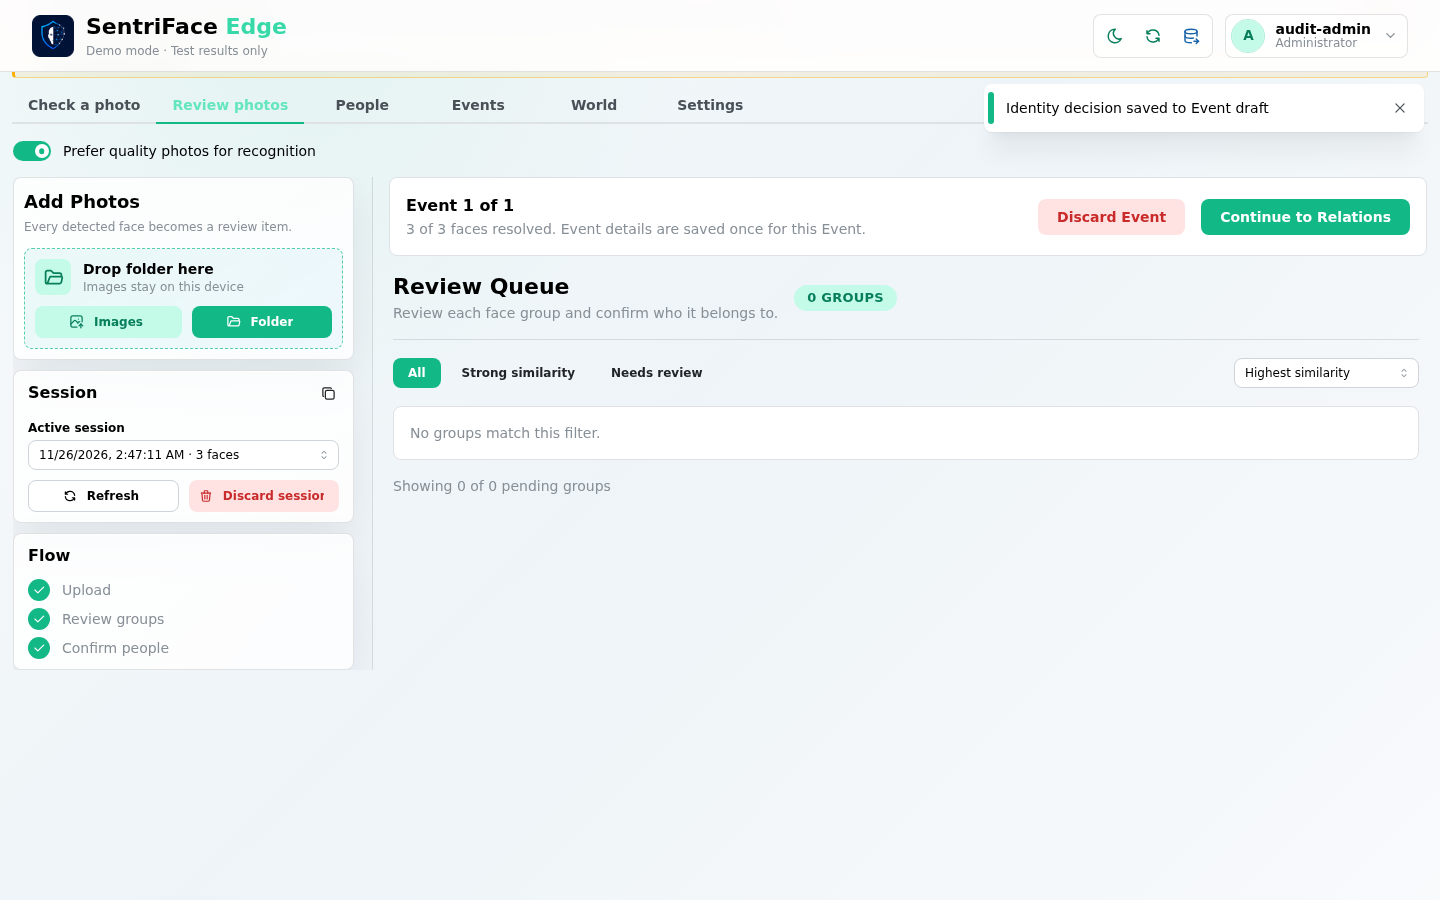 SentriFace Edge
Demo mode · Test results only
A
audit-admin
Administrator
Check a photo
Review photos
People
Events
World
Settings
Identity decision saved to Event draft
Prefer quality photos for recognition
Add Photos
Every detected face becomes a review item.
Drop folder here
Images stay on this device
Images
Folder
Session
Active session
11/26/2026, 2:47:11 AM · 3 faces
Refresh
Discard session
Flow
Upload
Review groups
Confirm people
Event 1 of 1
3 of 3 faces resolved. Event details are saved once for this Event.
Discard Event
Continue to Relations
Review Queue
Review each face group and confirm who it belongs to.
0 GROUPS
All
Strong similarity
Needs review
Highest similarity
No groups match this filter.
Showing 0 of 0 pending groups